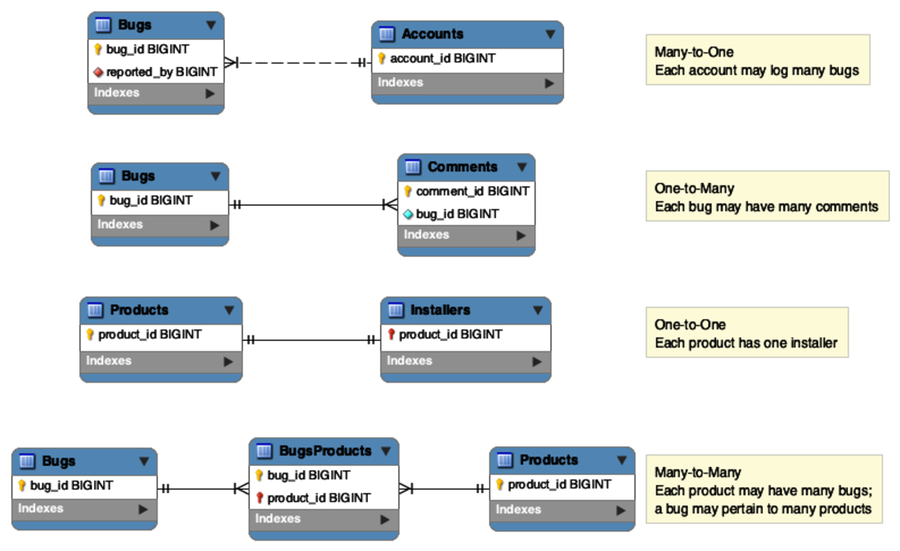 Bugs
bug_id BIGINT
reported_by BIGINT
Indexes
Accounts
account_id BIGINT
Indexes
Many-to-One
Each account may log many bugs
Bugs
bug_id BIGINT
Indexes
Comments
comment_id BIGINT
bug_id BIGINT
Indexes
One-to-Many
Each bug may have many comments
Products
product_id BIGINT
Indexes
Installers
product_id BIGINT
Indexes
One-to-One
Each product has one installer
Bugs
bug_id BIGINT
Indexes
BugsProducts
bug_id BIGINT
product_id BIGINT
Indexes
Products
product_id BIGINT
Indexes
Many-to-Many
Each product may have many bugs;
a bug may pertain to many products